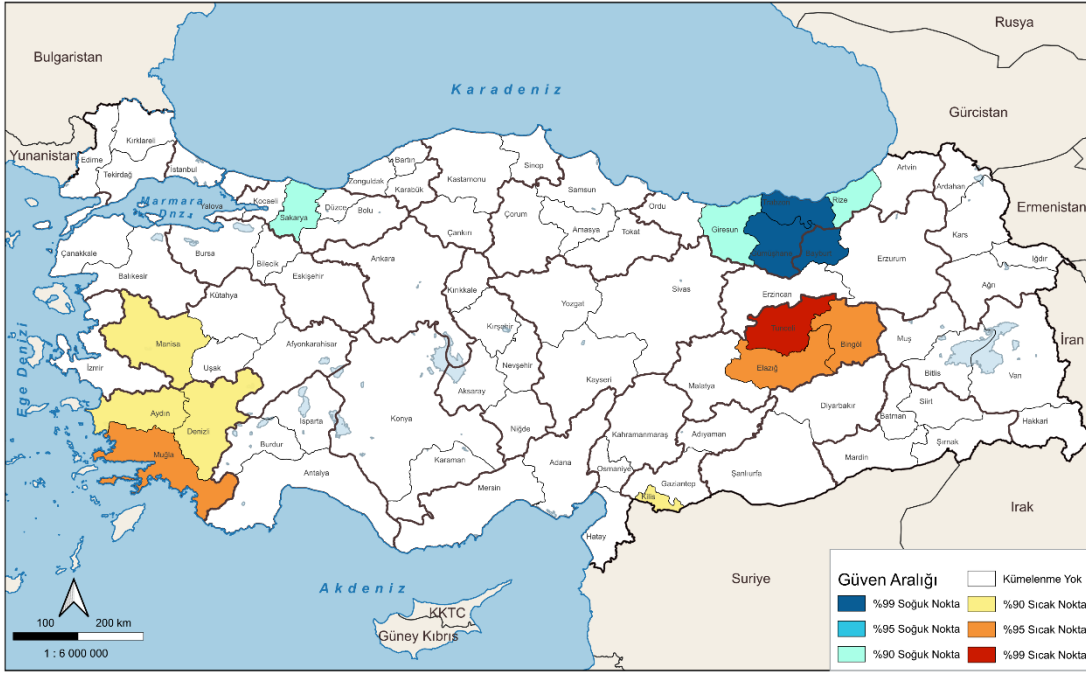 Rusya
Bulgaristan
Karadeniz
Gürcistan
Kırklareli
Yunanistan
Edirne
İstanbul
Tekirdağ
Marmara
Dnz.
Yalova
Kocaeli
Sakarya
Düzce
Zonguldak
Bartın
Karabük
Bolu
Kastamonu
Sinop
Samsun
Ordu
Giresun
Rize
Artvin
Ardahan
Ermenistan
Kars
Iğdır
Çanakkale
Balıkesir
Bursa
Bilecik
Eskişehir
Ankara
Çankırı
Çorum
Amasya
Tokat
Erzurum
Ağrı
Kütahya
Kırıkkale
Yozgat
Sivas
Erzincan
Ege Denizi
Manisa
İzmir
Uşak
Afyonkarahisar
Kırşehir
Nevşehir
Aksaray
Kayseri
Malatya
Elazığ
Bingöl
Muş
Bitlis
Van
İran
Aydın
Denizli
Muğla
Burdur
Isparta
Konya
Niğde
Kahramanmaraş
Adıyaman
Diyarbakır
Batman
Siirt
Şırnak
Hakkari
Mardin
Şanlıurfa
Gaziantep
Kilis
Osmaniye
Adana
Karaman
Mersin
Antalya
Hatay
Irak
Suriye
Akdeniz
KKTC
Güney Kıbrıs
100 200 km
1 : 6 000 000
Güven Aralığı
Kümelenme Yok
%99 Soğuk Nokta
%90 Sıcak Nokta
%95 Soğuk Nokta
%95 Sıcak Nokta
%90 Soğuk Nokta
%99 Sıcak Nokta